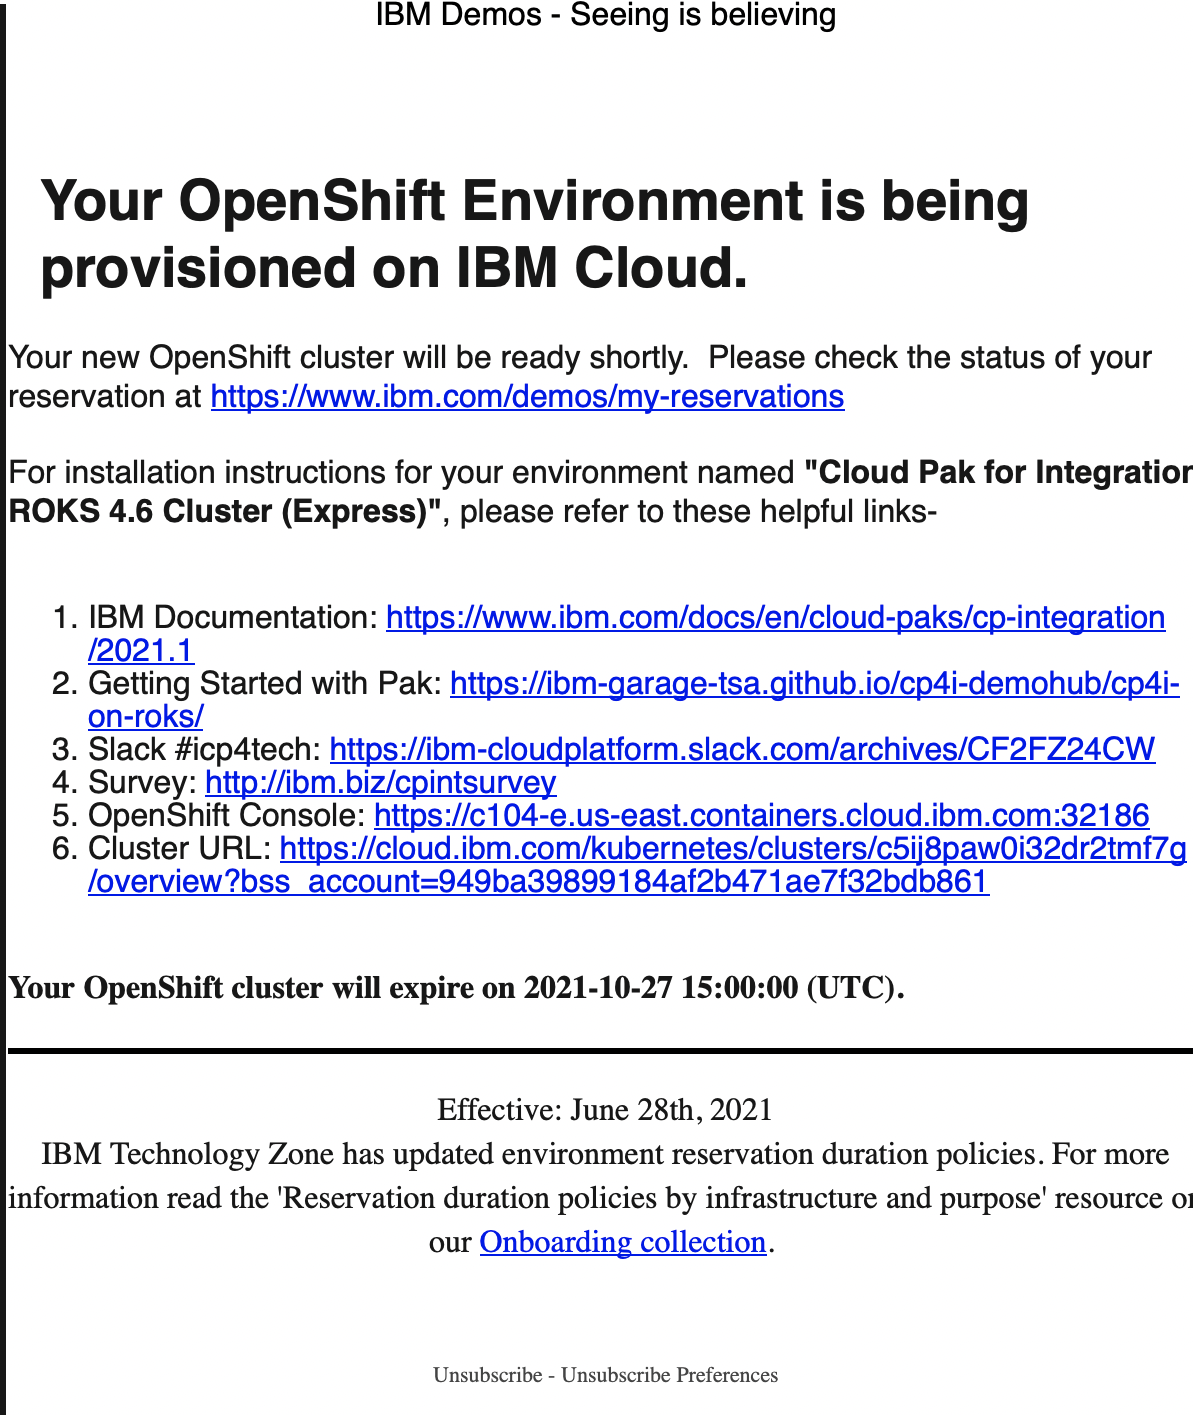 IBM Demos - Seeing is believing
Your OpenShift Environment is being
provisioned on IBM Cloud.
Your new OpenShift cluster will be ready shortly.  Please check the status of your
reservation at https://www.ibm.com/demos/my-reservations
For installation instructions for your environment named "Cloud Pak for Integration
ROKS 4.6 Cluster (Express)", please refer to these helpful links-
1. IBM Documentation: https://www.ibm.com/docs/en/cloud-paks/cp-integration
/2021.1
2. Getting Started with Pak: https://ibm-garage-tsa.github.io/cp4i-demohub/cp4i-
on-roks/
3. Slack #icp4tech: https://ibm-cloudplatform.slack.com/archives/CF2FZ24CW
4. Survey: http://ibm.biz/cpintsurvey
5. OpenShift Console: https://c104-e.us-east.containers.cloud.ibm.com:32186
6. Cluster URL: https://cloud.ibm.com/kubernetes/clusters/c5ij8paw0i32dr2tmf7g
/overview?bss_account=949ba39899184af2b471ae7f32bdb861
Your OpenShift cluster will expire on 2021-10-27 15:00:00 (UTC).
Effective: June 28th, 2021
IBM Technology Zone has updated environment reservation duration policies. For more
information read the 'Reservation duration policies by infrastructure and purpose' resource on
our Onboarding collection.
Unsubscribe - Unsubscribe Preferences